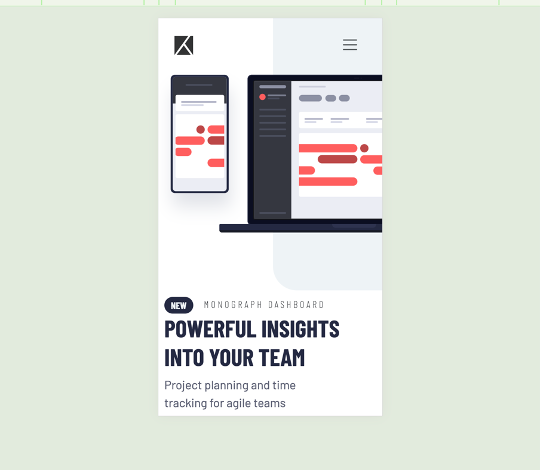 NEW MONOGRAPH DASHBOARD
POWERFUL INSIGHTS
INTO YOUR TEAM
Project planning and time
tracking for agile teams